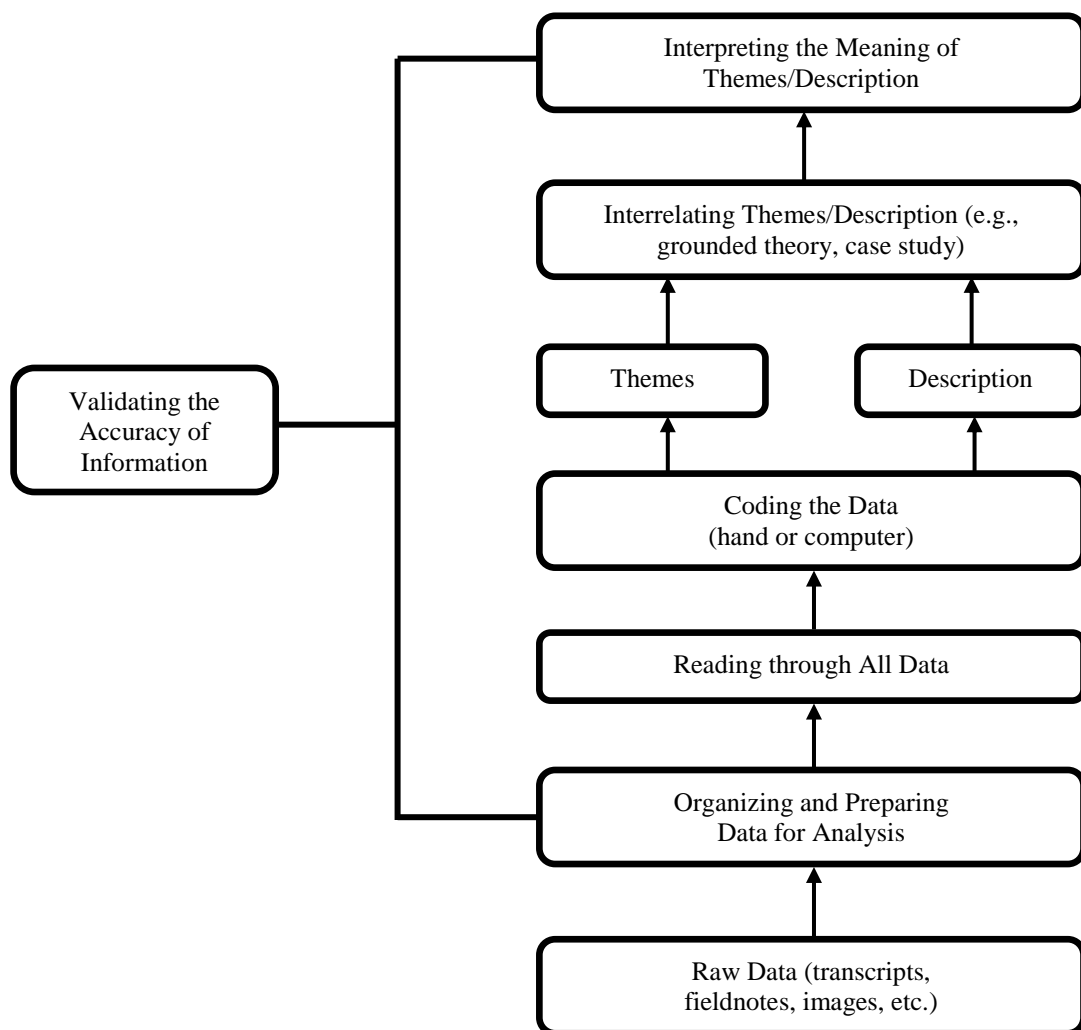 Interpreting the Meaning of
Themes/Description
Interrelating Themes/Description (e.g.,
grounded theory, case study)
Themes
Description
Validating the
Accuracy of
Information
Coding the Data
(hand or computer)
Reading through All Data
Organizing and Preparing
Data for Analysis
Raw Data (transcripts,
fieldnotes, images, etc.)